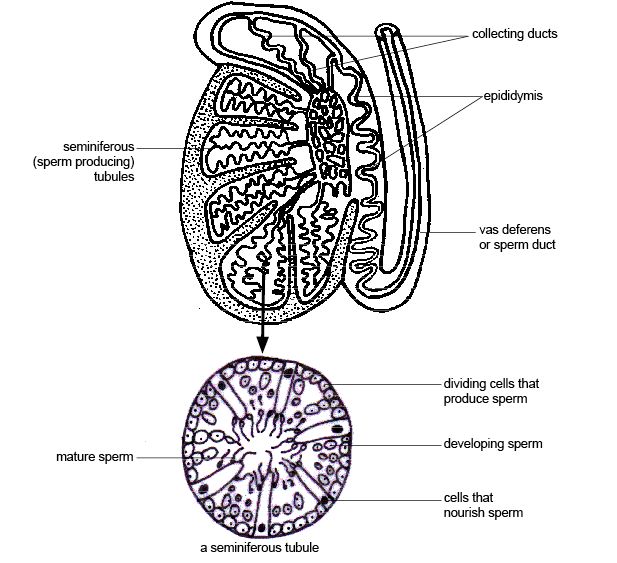 collecting ducts
epididymis
seminiferous
(sperm producing)
tubules
vas deferens
or sperm duct
dividing cells that
produce sperm
developing sperm
mature sperm
cells that
nourish sperm
a seminiferous tubule